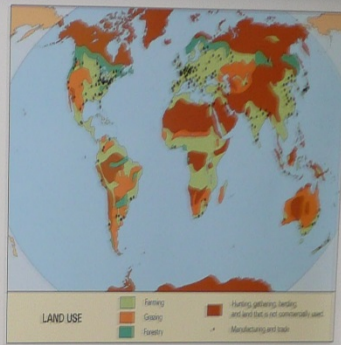 LAND USE
Farming
Grazing
Forestry
Hunting, gathering, herding
and land that is not commercially used
Manufacturing and trade